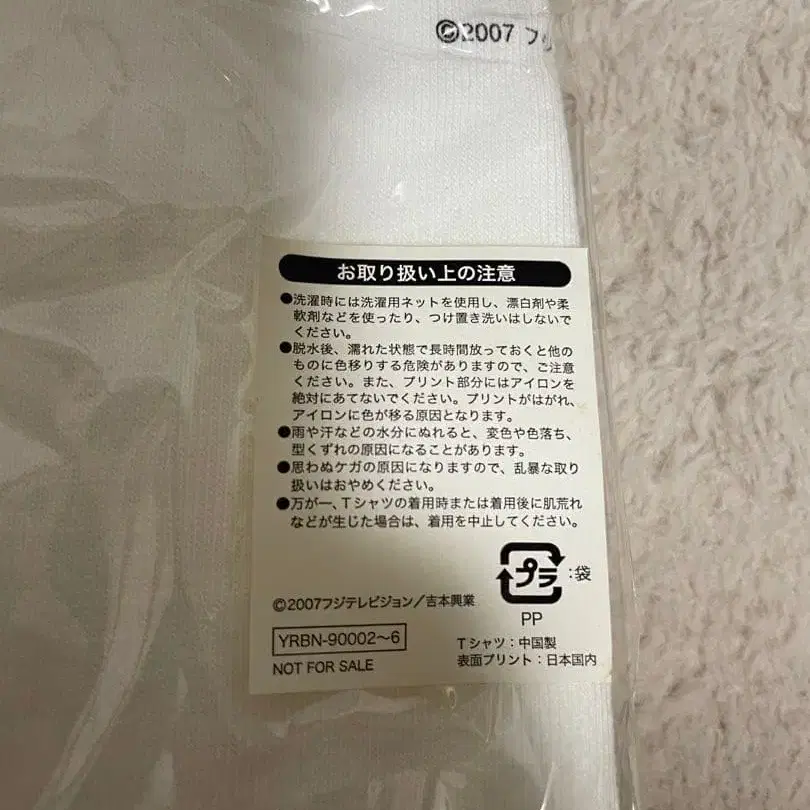 ©2007 フジ
お取り扱い上の注意
●洗濯時には洗濯用ネットを使用し、漂白剤や柔
軟剤などを使ったり、つけ置き洗いはしないで
ください。
●脱水後、濡れた状態で長時間放っておくと他の
ものに色移りする危険がありますので、ご注意
ください。また、プリント部分にはアイロンを
絶対にあてないでください。プリントがはがれ、
アイロンに色が移る原因となります。
●雨や汗などの水分にぬれると、変色や色落ち、
型くずれの原因になることがあります。
●思わぬケガの原因になりますので、乱暴な取り
扱いはおやめください。
●万が一、Tシャツの着用時または着用後に肌荒れ
などが生じた場合は、着用を中止してください。
プラ :袋
PP
©2007フジテレビジョン/吉本興業
YRBN-90002〜6
NOT FOR SALE
Tシャツ:中国製
表面プリント:日本国内